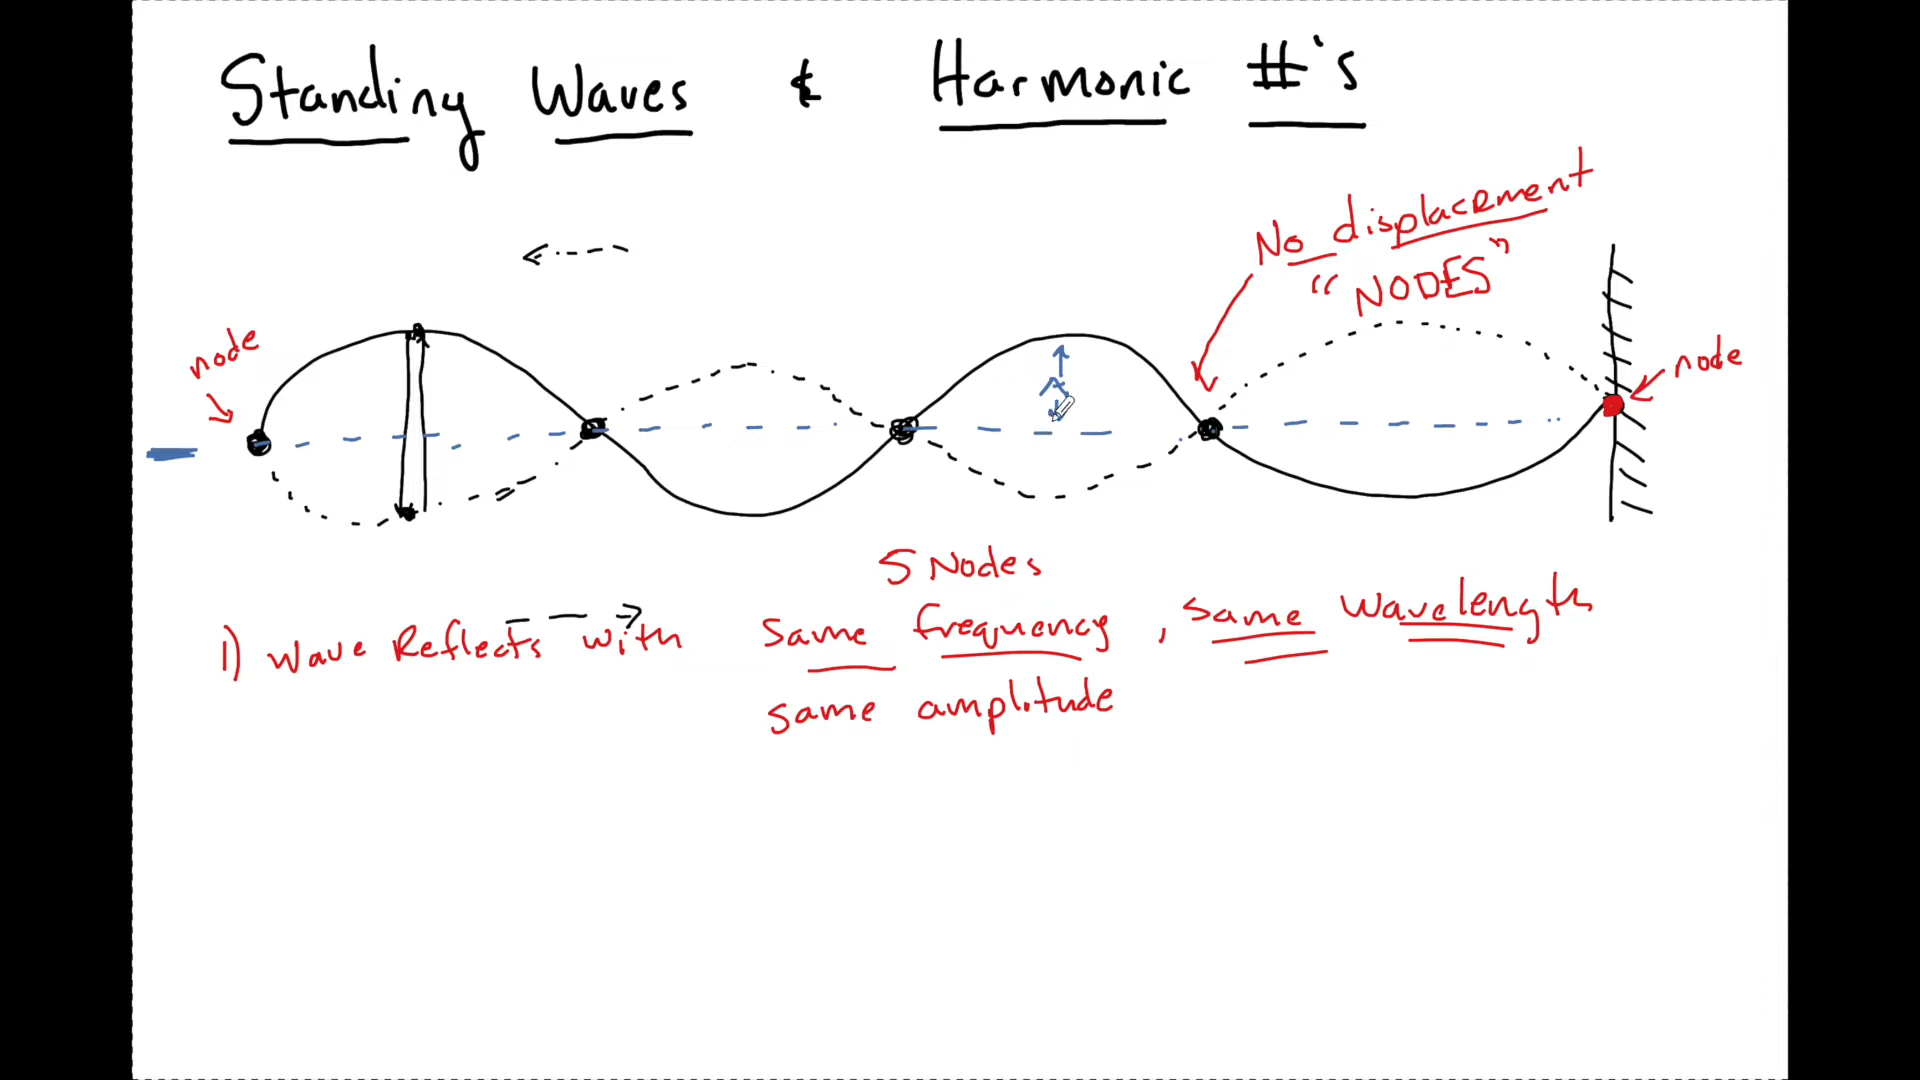 Standing Waves & Harmonic #'s
No displacement
"NODES"
node
node
A
5 Nodes
1) Wave Reflects with same frequency, same wavelength
same amplitude